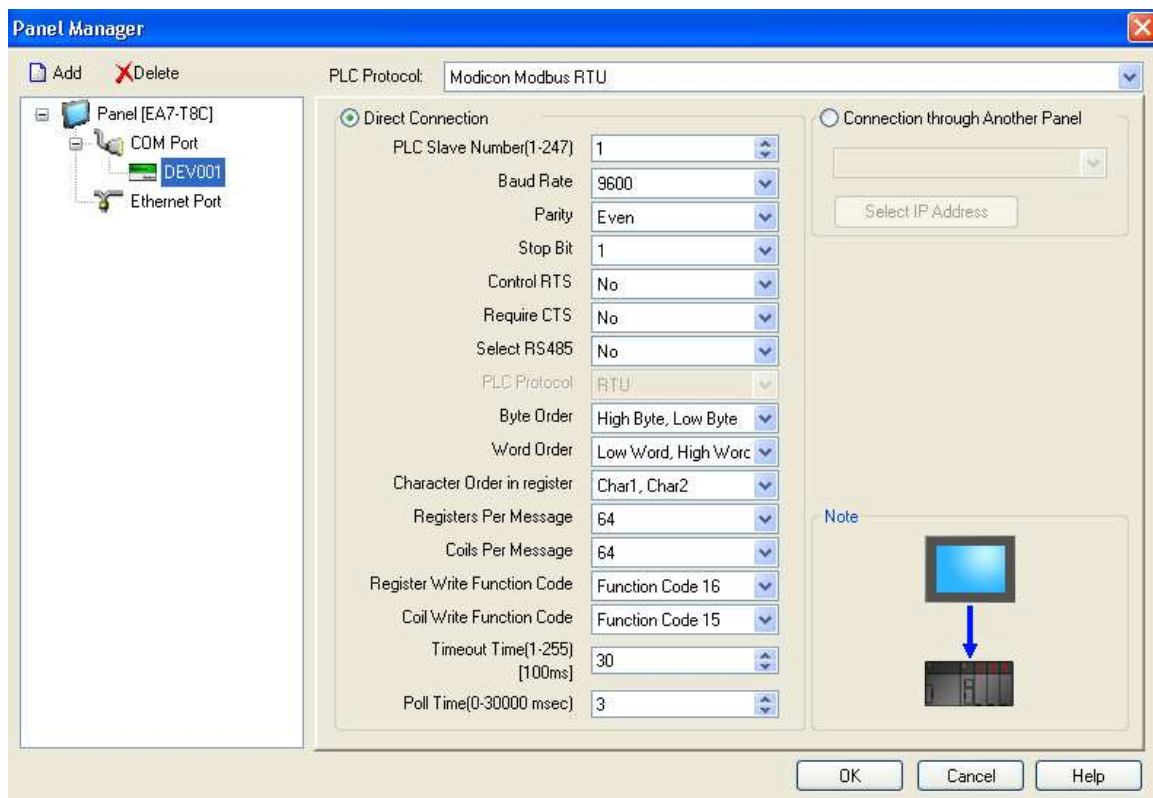 Panel Manager
Add Delete
PLC Protocol: Modicon Modbus RTU
Panel [EA7-T8C]
COM Port
DEV001
Ethernet Port
Direct Connection
PLC Slave Number(1-247) 1
Baud Rate 9600
Parity Even
Stop Bit 1
Control RTS No
Require CTS No
Select RS485 No
PLC Protocol RTU
Byte Order High Byte, Low Byte
Word Order Low Word, High Word
Character Order in register Char1, Char2
Registers Per Message 64
Coils Per Message 64
Register Write Function Code Function Code 16
Coil Write Function Code Function Code 15
Timeout Time(1-255)
[100ms] 30
Poll Time(0-30000 msec) 3
Connection through Another Panel
Select IP Address
Note
OK Cancel Help